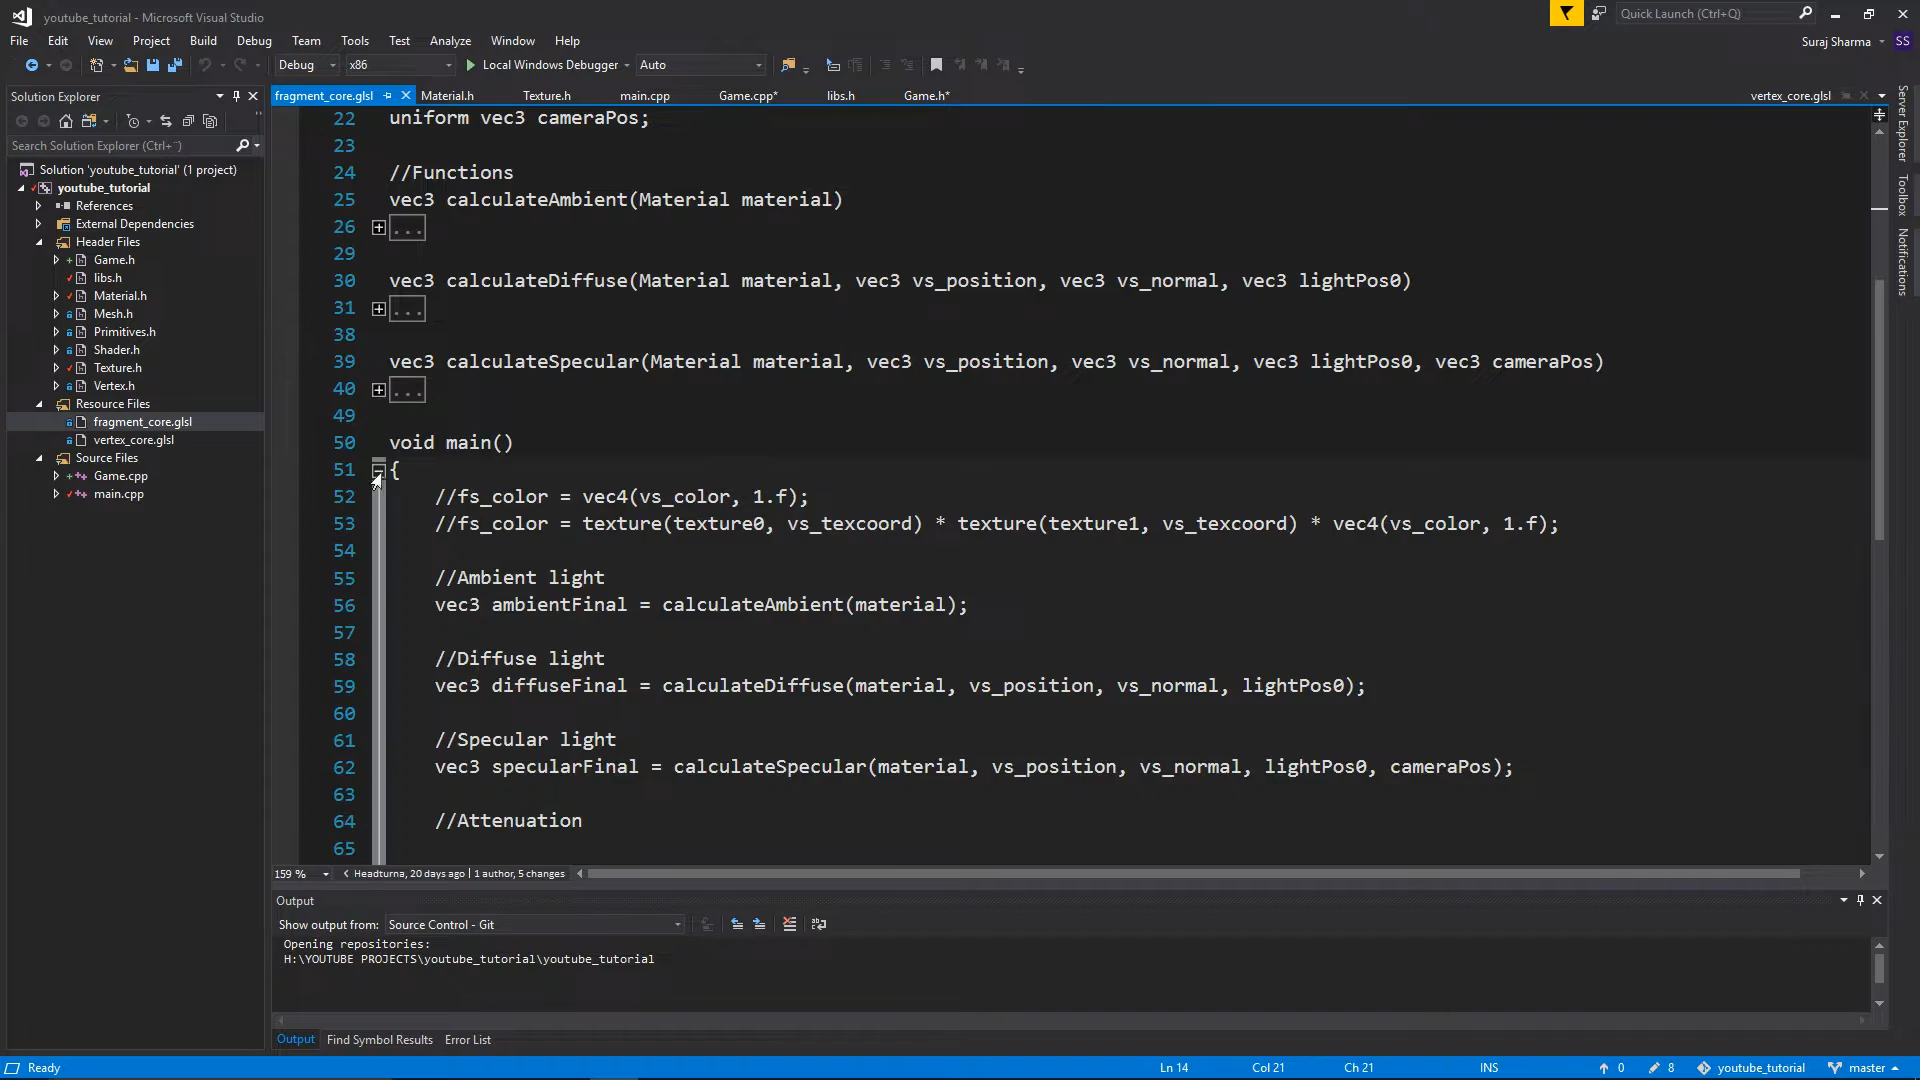 youtube_tutorial - Microsoft Visual Studio
Quick Launch (Ctrl+Q)
File Edit View Project Build Debug Team Tools Test Analyze Window Help
Suraj Sharma
SS
Debug x86 Local Windows Debugger Auto
Solution Explorer
fragment_core.glsl Material.h Texture.h main.cpp Game.cpp* libs.h Game.h* vertex_core.glsl
Search Solution Explorer (Ctrl+¨)
Solution 'youtube_tutorial' (1 project)
youtube_tutorial
References
External Dependencies
Header Files
Game.h
libs.h
Material.h
Mesh.h
Primitives.h
Shader.h
Texture.h
Vertex.h
Resource Files
fragment_core.glsl
vertex_core.glsl
Source Files
Game.cpp
main.cpp
22 uniform vec3 cameraPos;
23
24 //Functions
25 vec3 calculateAmbient(Material material)
26 ...
29
30 vec3 calculateDiffuse(Material material, vec3 vs_position, vec3 vs_normal, vec3 lightPos0)
31 ...
38
39 vec3 calculateSpecular(Material material, vec3 vs_position, vec3 vs_normal, vec3 lightPos0, vec3 cameraPos)
40 ...
49
50 void main()
51 {
52 //fs_color = vec4(vs_color, 1.f);
53 //fs_color = texture(texture0, vs_texcoord) * texture(texture1, vs_texcoord) * vec4(vs_color, 1.f);
54
55 //Ambient light
56 vec3 ambientFinal = calculateAmbient(material);
57
58 //Diffuse light
59 vec3 diffuseFinal = calculateDiffuse(material, vs_position, vs_normal, lightPos0);
60
61 //Specular light
62 vec3 specularFinal = calculateSpecular(material, vs_position, vs_normal, lightPos0, cameraPos);
63
64 //Attenuation
65
159 % Headturna, 20 days ago | 1 author, 5 changes
Server Explorer
Toolbox
Notifications
Output
Show output from: Source Control - Git
Opening repositories:
H:\YOUTUBE PROJECTS\youtube_tutorial\youtube_tutorial
Output Find Symbol Results Error List
Ready Ln 14 Col 21 Ch 21 INS 0 8 youtube_tutorial master